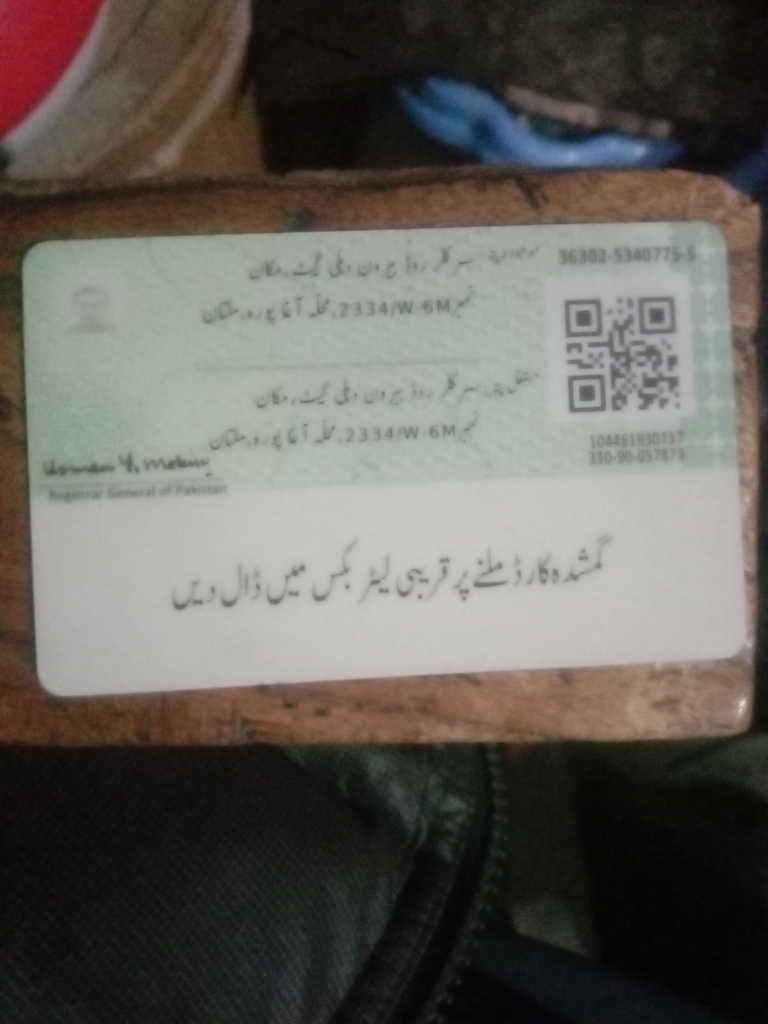 موجودہ پتہ: سرکلر روڈ بیرون دہلی گیٹ، مکان
نمبر 2334/W-6M، محلہ آغا پورہ، ملتان
36302-5340775-5
مستقل پتہ: سرکلر روڈ بیرون دہلی گیٹ، مکان
نمبر 2334/W-6M، محلہ آغا پورہ، ملتان
104461930737
330-90-057873
Usman Y. Mobin
Registrar General of Pakistan
گمشدہ کارڈ ملنے پر قریبی لیٹر بکس میں ڈال دیں